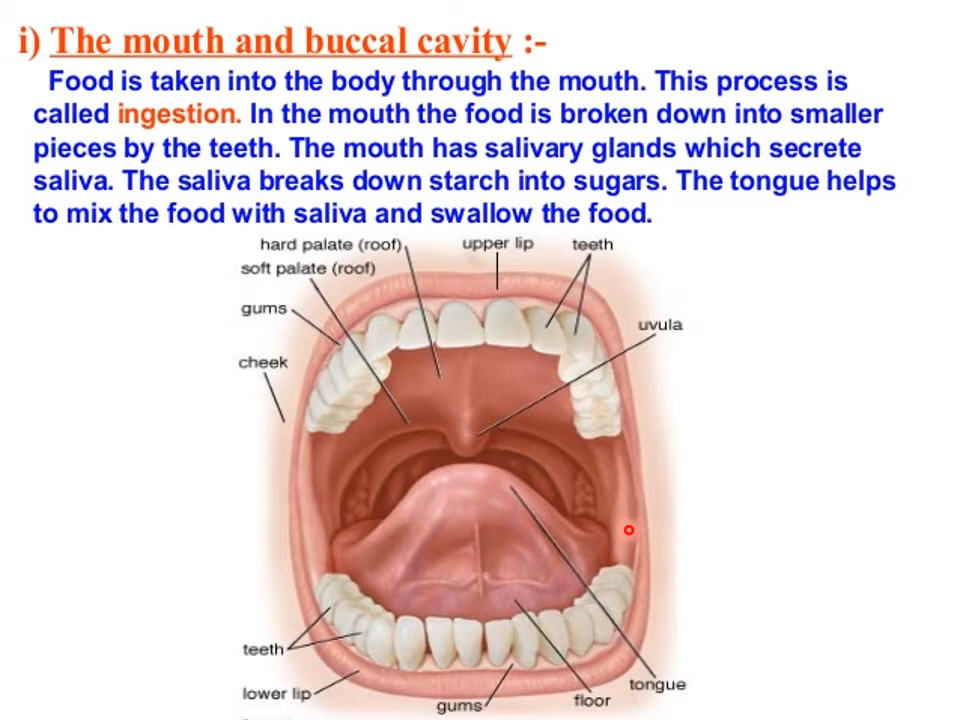 i) The mouth and buccal cavity :-
Food is taken into the body through the mouth. This process is
called ingestion. In the mouth the food is broken down into smaller
pieces by the teeth. The mouth has salivary glands which secrete
saliva. The saliva breaks down starch into sugars. The tongue helps
to mix the food with saliva and swallow the food.
hard palate (roof)
upper lip
teeth
soft palate (roof)
gums
uvula
cheek
teeth
tongue
lower lip
floor
gums